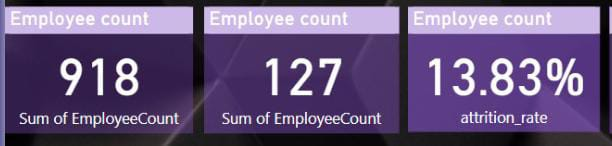 Employee count
918
Sum of EmployeeCount
Employee count
127
Sum of EmployeeCount
Employee count
13.83%
attrition_rate